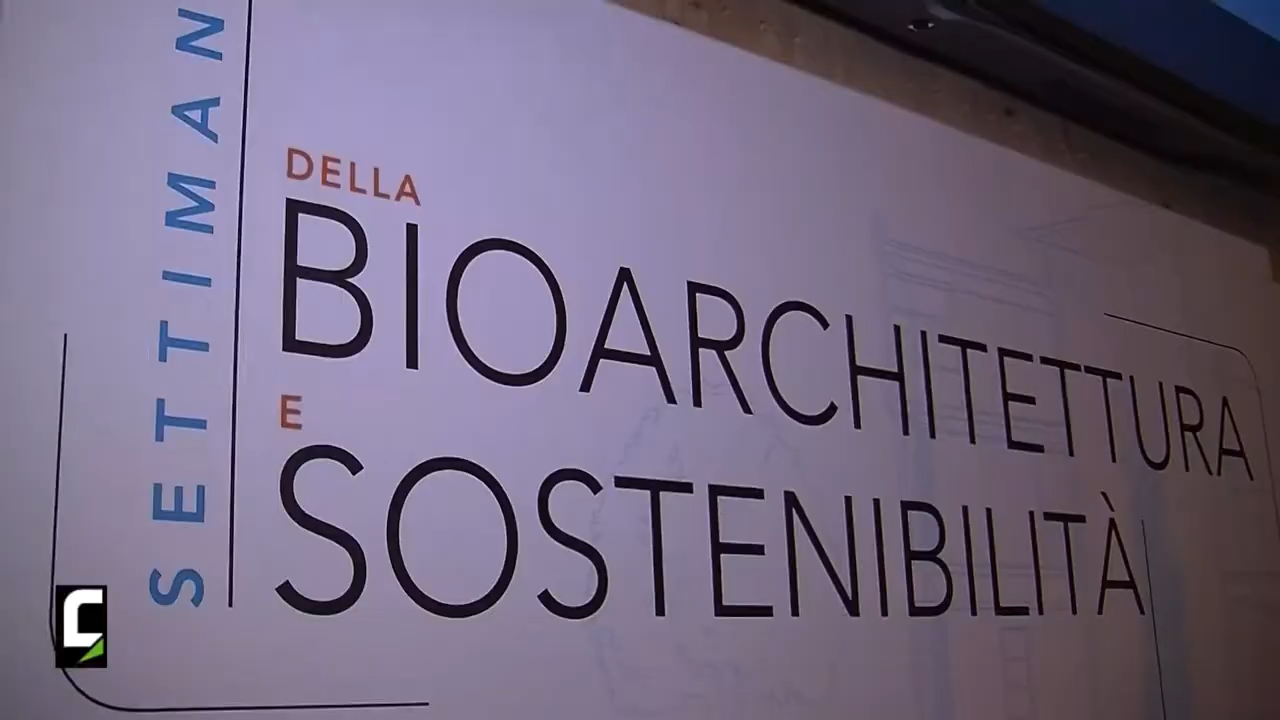 SETTIMAN
DELLA
BIOARCHITETTURA
E
SOSTENIBILITÀ